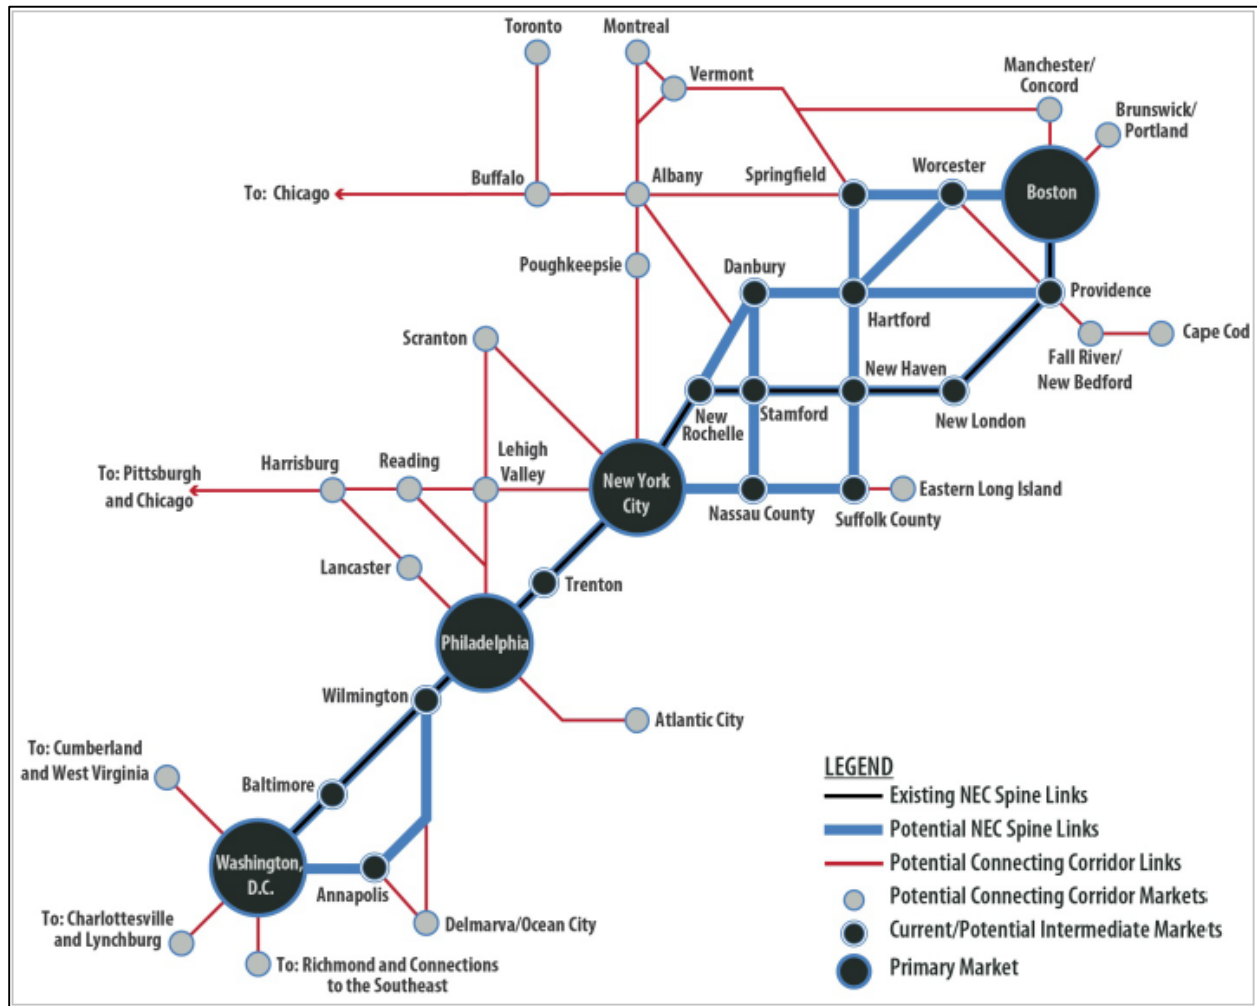 Toronto
Montreal
Vermont
Manchester/
Concord
Brunswick/
Portland
To: Chicago
Buffalo
Albany
Springfield
Worcester
Boston
Poughkeepsie
Danbury
Hartford
Providence
Scranton
New Haven
Fall River/
New Bedford
Cape Cod
New
Rochelle
Stamford
New London
To: Pittsburgh
and Chicago
Harrisburg
Reading
Lehigh
Valley
New York
City
Nassau County
Suffolk County
Eastern Long Island
Lancaster
Trenton
Philadelphia
Wilmington
Atlantic City
To: Cumberland
and West Virginia
Baltimore
Washington,
D.C.
Annapolis
To: Charlottesville
and Lynchburg
Delmarva/Ocean City
To: Richmond and Connections
to the Southeast
LEGEND
Existing NEC Spine Links
Potential NEC Spine Links
Potential Connecting Corridor Links
Potential Connecting Corridor Markets
Current/Potential Intermediate Markets
Primary Market